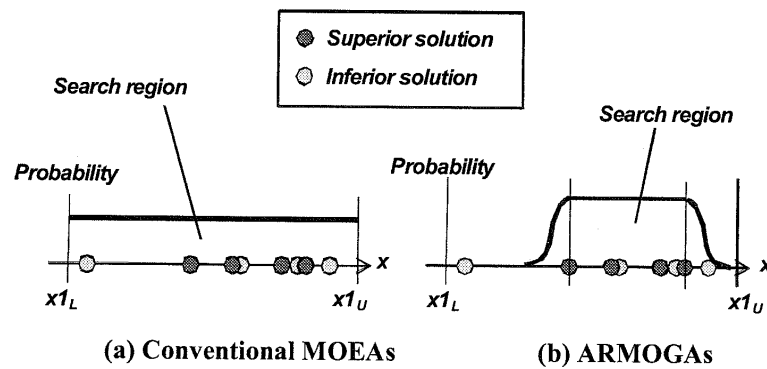 Superior solution
Inferior solution
Search region
Probability
x
x1L
x1U
(a) Conventional MOEAs
Search region
Probability
x
x1L
x1U
(b) ARMOGAs